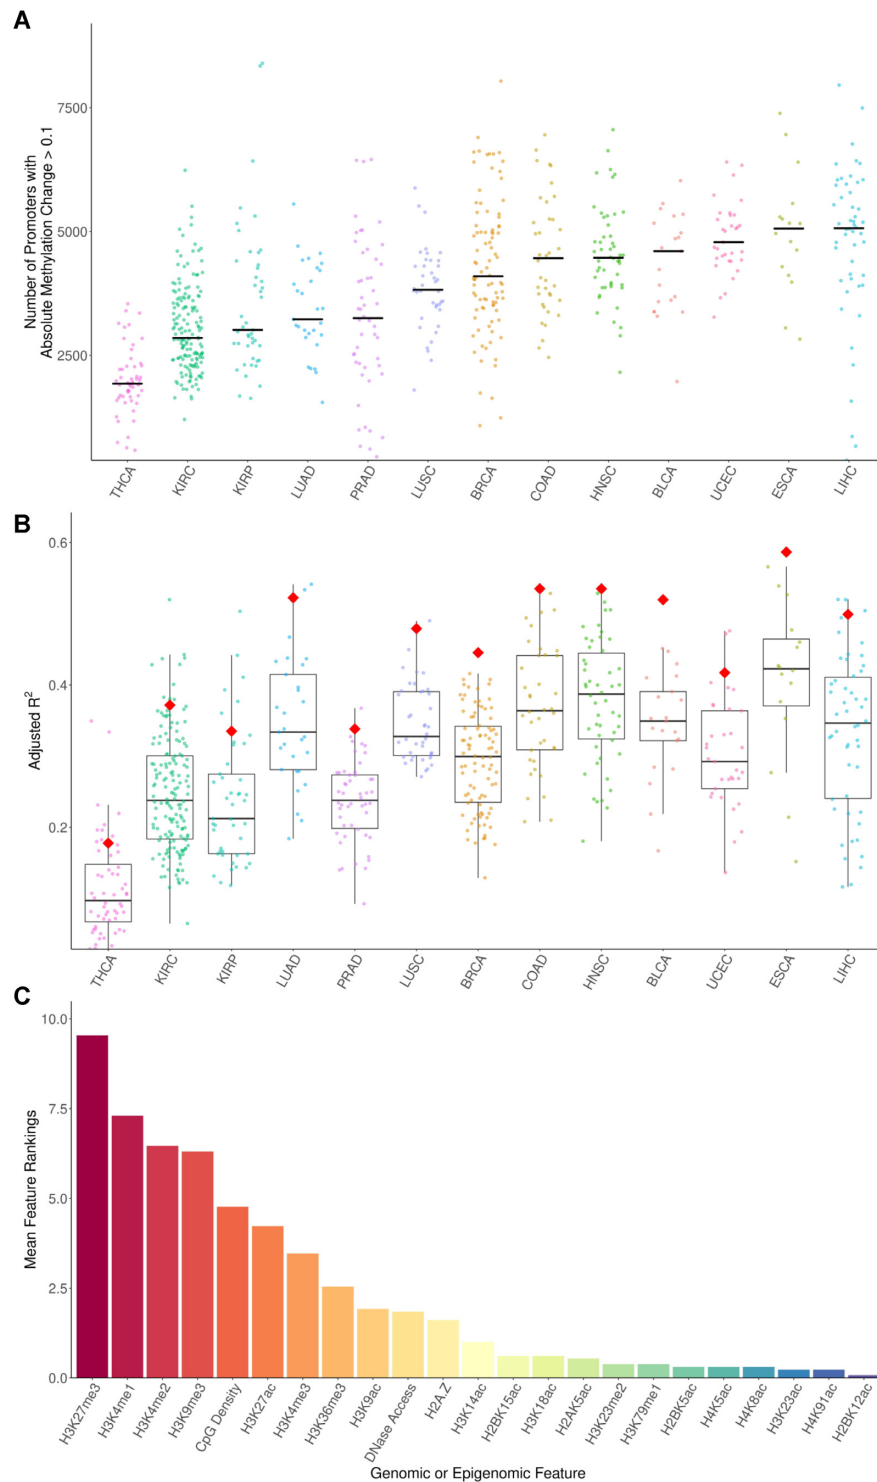 A
Number of Promoters with
Absolute Methylation Change > 0.1
7500
5000
2500
THCA
KIRC
KIRP
LUAD
PRAD
LUSC
BRCA
COAD
HNSC
BLCA
UCEC
ESCA
LIHC
B
Adjusted R²
0.6
0.4
0.2
THCA
KIRC
KIRP
LUAD
PRAD
LUSC
BRCA
COAD
HNSC
BLCA
UCEC
ESCA
LIHC
C
Mean Feature Rankings
10.0
7.5
5.0
2.5
0.0
H3K27me3
H3K4me1
H3K4me2
H3K9me3
CpG Density
H3K27ac
H3K4me3
H3K36me3
H3K9ac
DNase Access
H2A.Z
H3K14ac
H2BK15ac
H3K18ac
H2AK5ac
H3K23me2
H3K79me1
H2BK5ac
H4K5ac
H4K8ac
H3K23ac
H4K91ac
H2BK12ac
Genomic or Epigenomic Feature